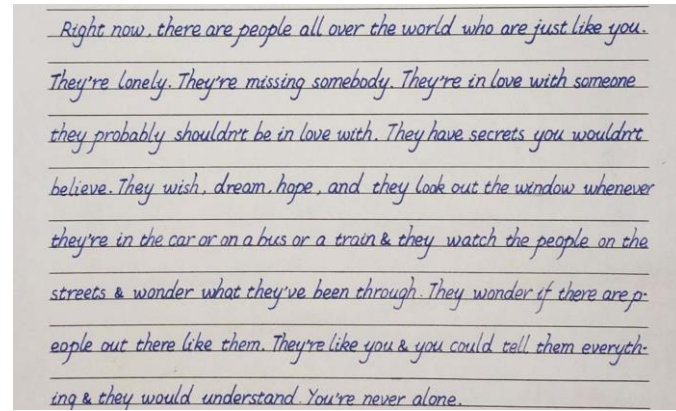 Right now, there are people all over the world who are just like you.
They're lonely. They're missing somebody. They're in love with someone
they probably shouldn't be in love with. They have secrets you wouldn't
believe. They wish, dream, hope, and they look out the window whenever
they're in the car or on a bus or a train & they watch the people on the
streets & wonder what they've been through. They wonder if there are p-
eople out there like them. They're like you & you could tell them everyth-
ing & they would understand. You're never alone.